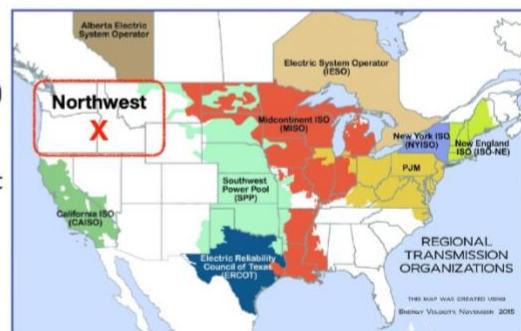 Alberta Electric
System Operator
Electric System Operator
(IESO)
Northwest
X
Midcontinent ISO
(MISO)
New York ISO
(NYISO)
New England
ISO (ISO-NE)
PJM
Southwest
Power Pool
(SPP)
California ISO
(CAISO)
Electric Reliability
Council of Texas
(ERCOT)
REGIONAL
TRANSMISSION
ORGANIZATIONS
THIS MAP WAS CREATED USING
ENERGY VELOCITY, NOVEMBER 2015